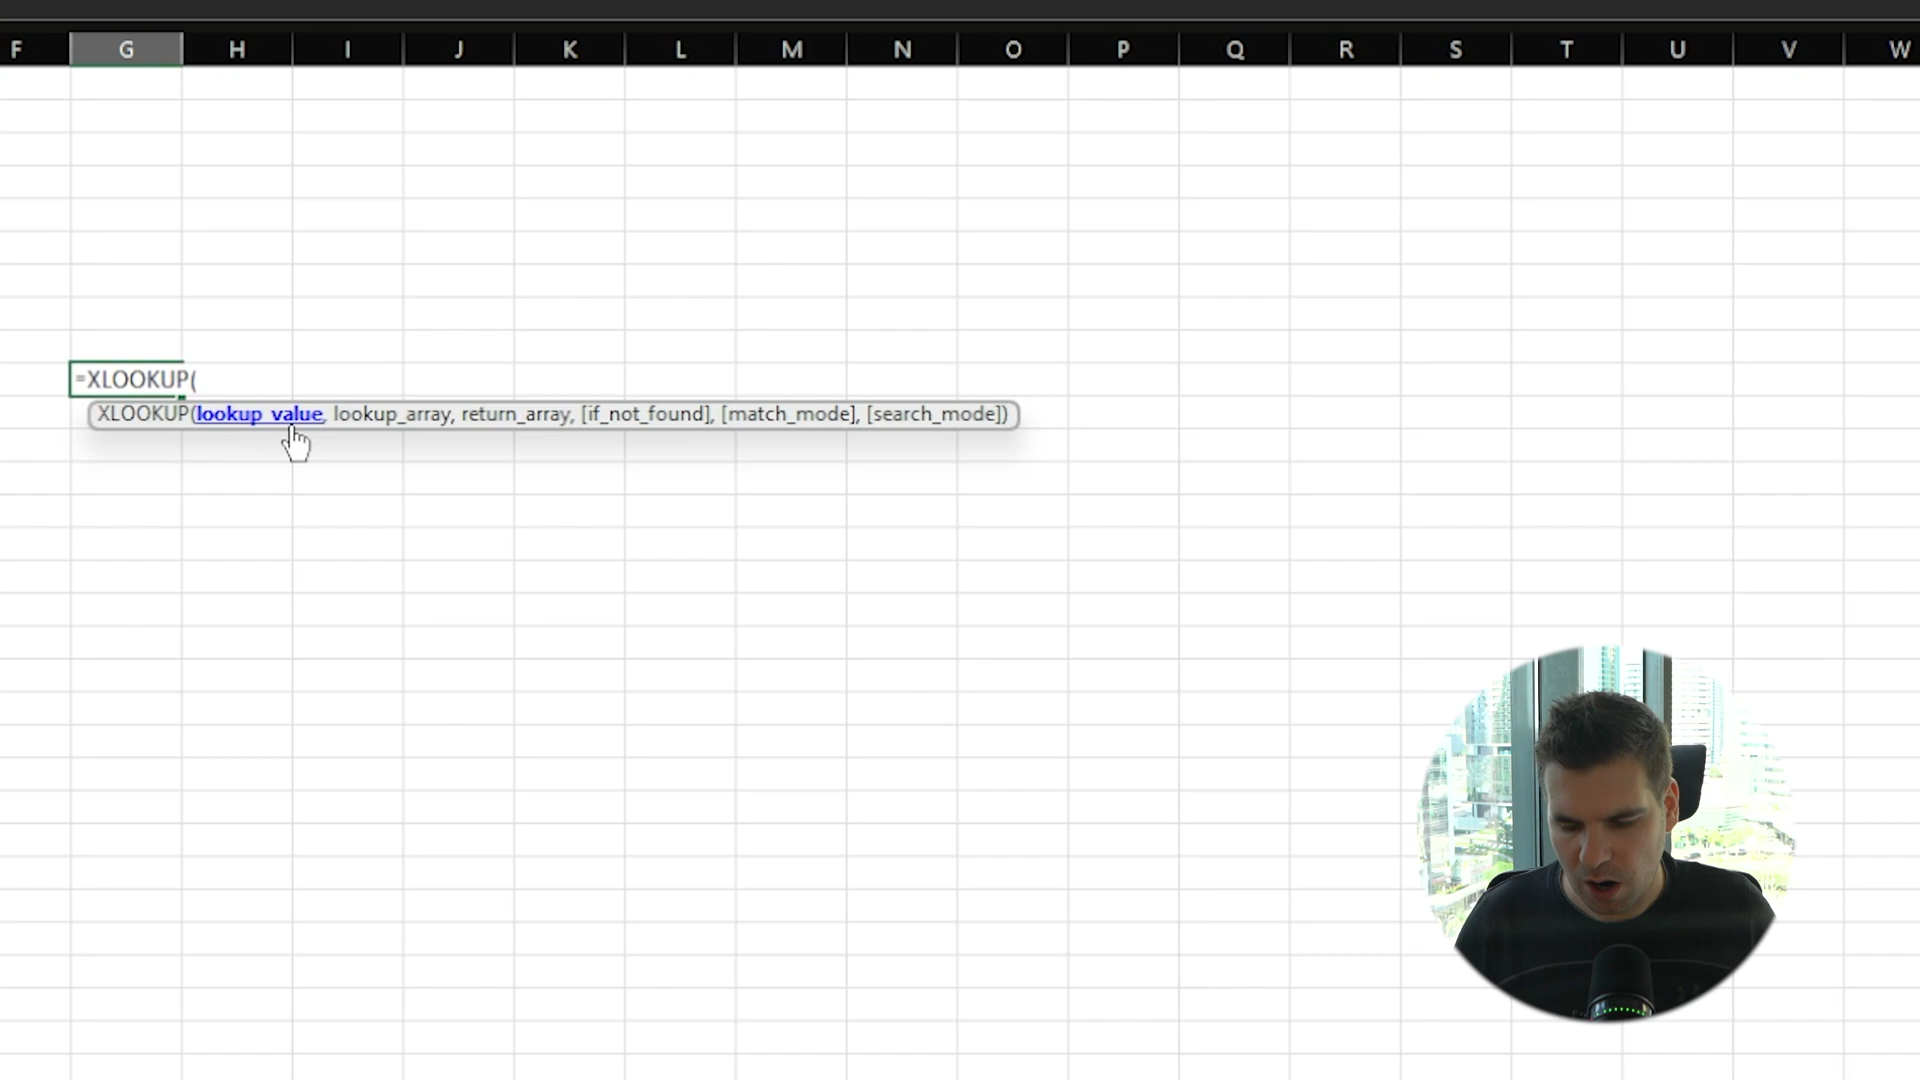 F G H I J K L M N O P Q R S T U V W
=XLOOKUP(
XLOOKUP(lookup_value, lookup_array, return_array, [if_not_found], [match_mode], [search_mode])